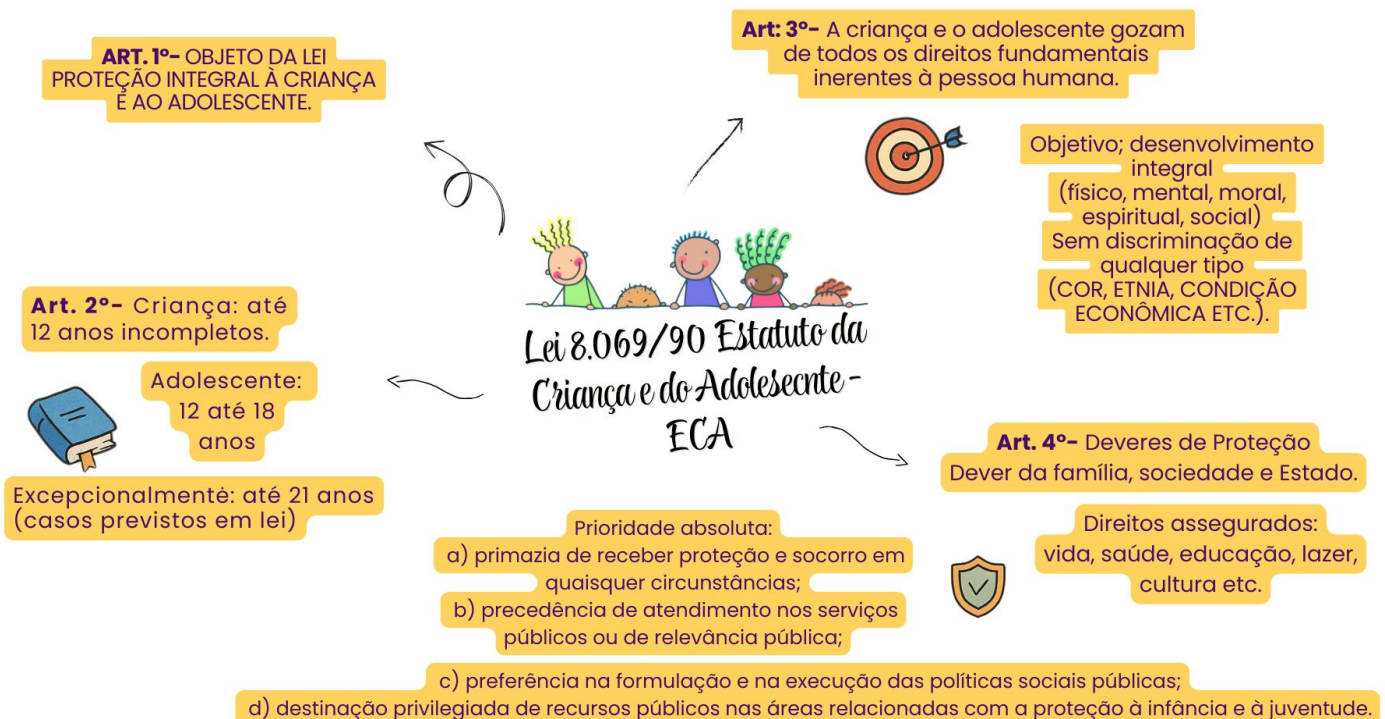 ART. 1º- OBJETO DA LEI
PROTEÇÃO INTEGRAL À CRIANÇA
E AO ADOLESCENTE.
Art: 3º- A criança e o adolescente gozam
de todos os direitos fundamentais
inerentes à pessoa humana.
Objetivo; desenvolvimento
integral
(físico, mental, moral,
espiritual, social)
Sem discriminação de
qualquer tipo
(COR, ETNIA, CONDIÇÃO
ECONÔMICA ETC.).
Art. 2º- Criança: até
12 anos incompletos.
Adolescente:
12 até 18
anos
Excepcionalmente: até 21 anos
(casos previstos em lei)
Lei 8.069/90 Estatuto da
Criança e do Adolesecnte -
ECA
Art. 4º- Deveres de Proteção
Dever da família, sociedade e Estado.
Direitos assegurados:
vida, saúde, educação, lazer,
cultura etc.
Prioridade absoluta:
a) primazia de receber proteção e socorro em
quaisquer circunstâncias;
b) precedência de atendimento nos serviços
públicos ou de relevância pública;
c) preferência na formulação e na execução das políticas sociais públicas;
d) destinação privilegiada de recursos públicos nas áreas relacionadas com a proteção à infância e à juventude.